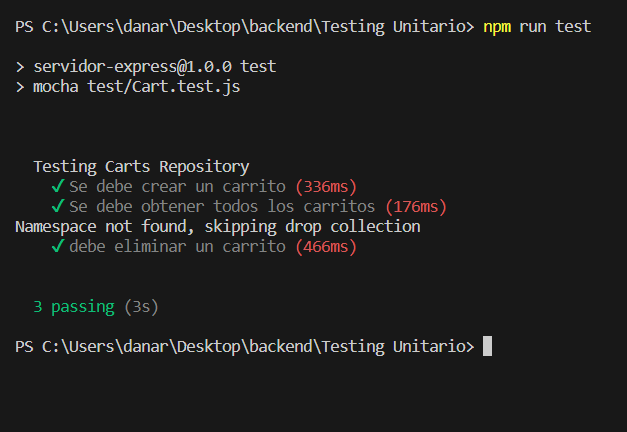 PS C:\Users\danar\Desktop\backend\Testing Unitario> npm run test
> servidor-express@1.0.0 test
> mocha test/Cart.test.js
Testing Carts Repository
✓ Se debe crear un carrito (336ms)
✓ Se debe obtener todos los carritos (176ms)
Namespace not found, skipping drop collection
✓ debe eliminar un carrito (466ms)
3 passing (3s)
PS C:\Users\danar\Desktop\backend\Testing Unitario>